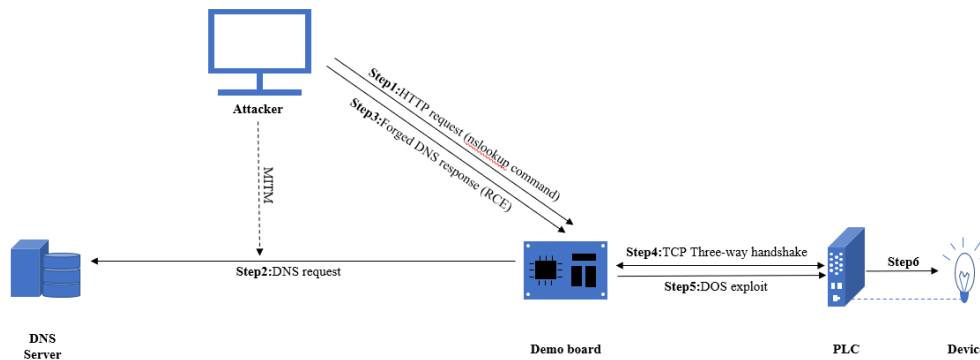 Attacker
Step1:HTTP request (nslookup command)
Step3:Forged DNS response (RCE)
MITM
Step2:DNS request
Step4:TCP Three-way handshake
Step5:DOS exploit
Step6
DNS
Server
Demo board
PLC
Device